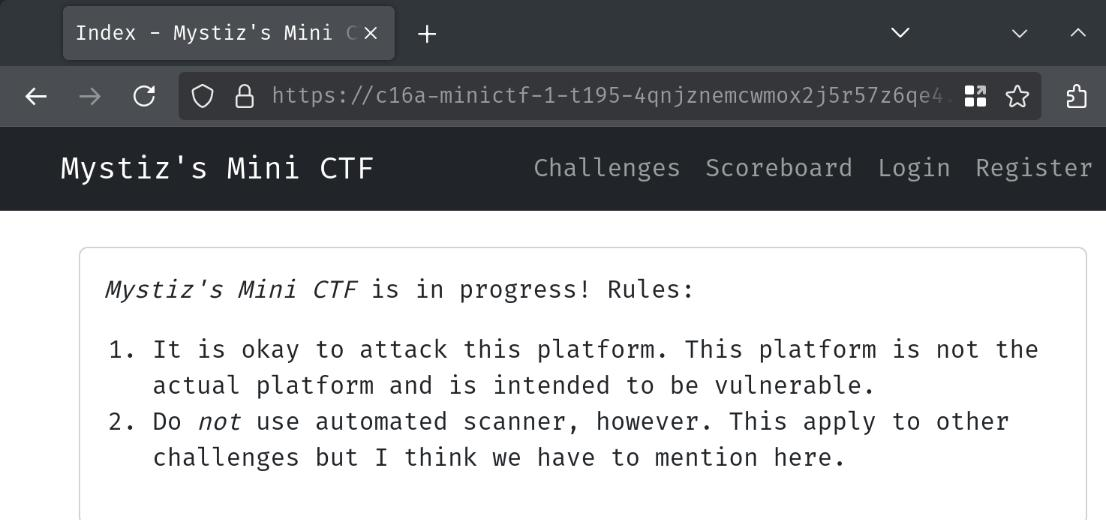 Index - Mystiz's Mini C
https://c16a-minictf-1-t195-4qnjznemcwmox2j5r57z6qe4.
Mystiz's Mini CTF
Challenges Scoreboard Login Register
Mystiz's Mini CTF is in progress! Rules:
1. It is okay to attack this platform. This platform is not the
actual platform and is intended to be vulnerable.
2. Do not use automated scanner, however. This apply to other
challenges but I think we have to mention here.